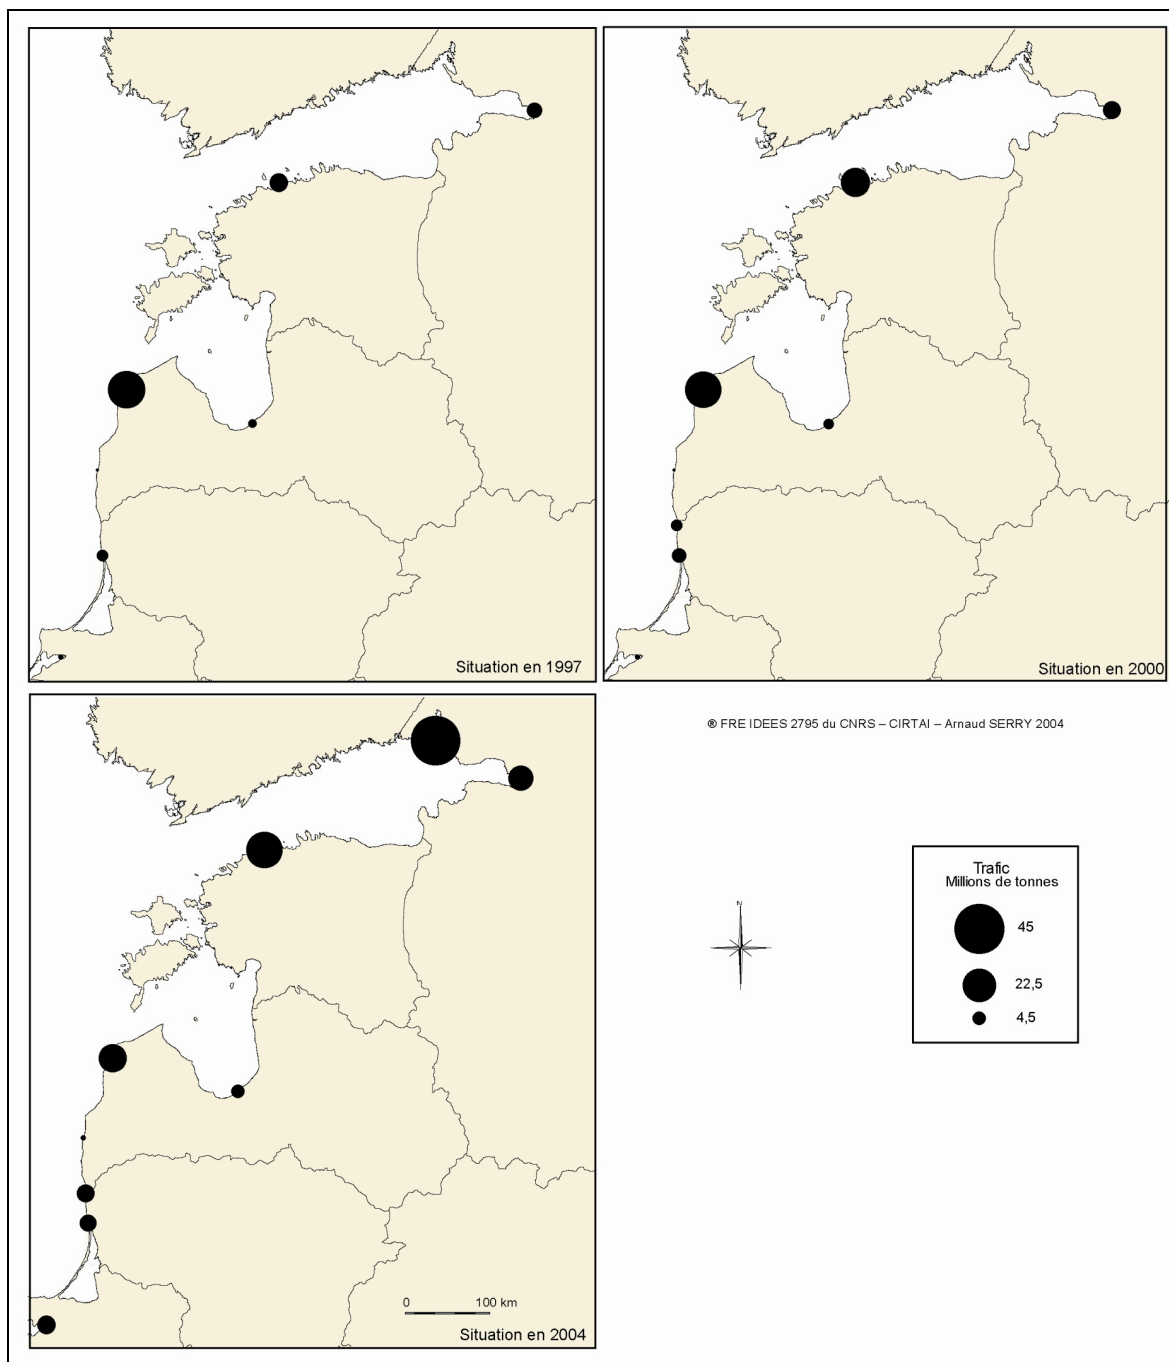 Situation en 1997
Situation en 2000
® FRE IDEES 2795 du CNRS – CIRTAI – Arnaud SERRY 2004
Trafic
Millions de tonnes
45
22,5
4,5
N
0 100 km
Situation en 2004